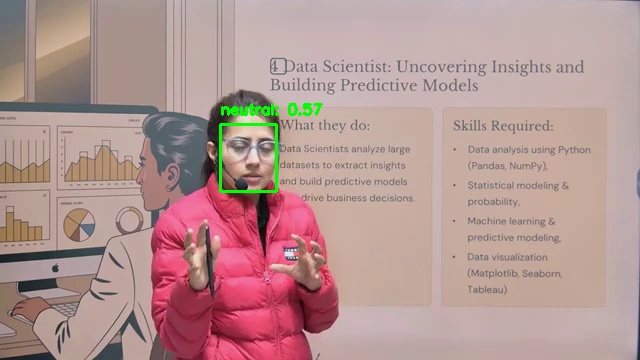 4 Data Scientist: Uncovering Insights and
Building Predictive Models
neutral: 0.57
What they do:
Data Scientists analyze large
datasets to extract insights
and build predictive models
drive business decisions.
Skills Required:
• Data analysis using Python
(Pandas, NumPy),
• Statistical modeling &
probability,
• Machine learning &
predictive modeling,
• Data visualization
(Matplotlib, Seaborn,
Tableau)